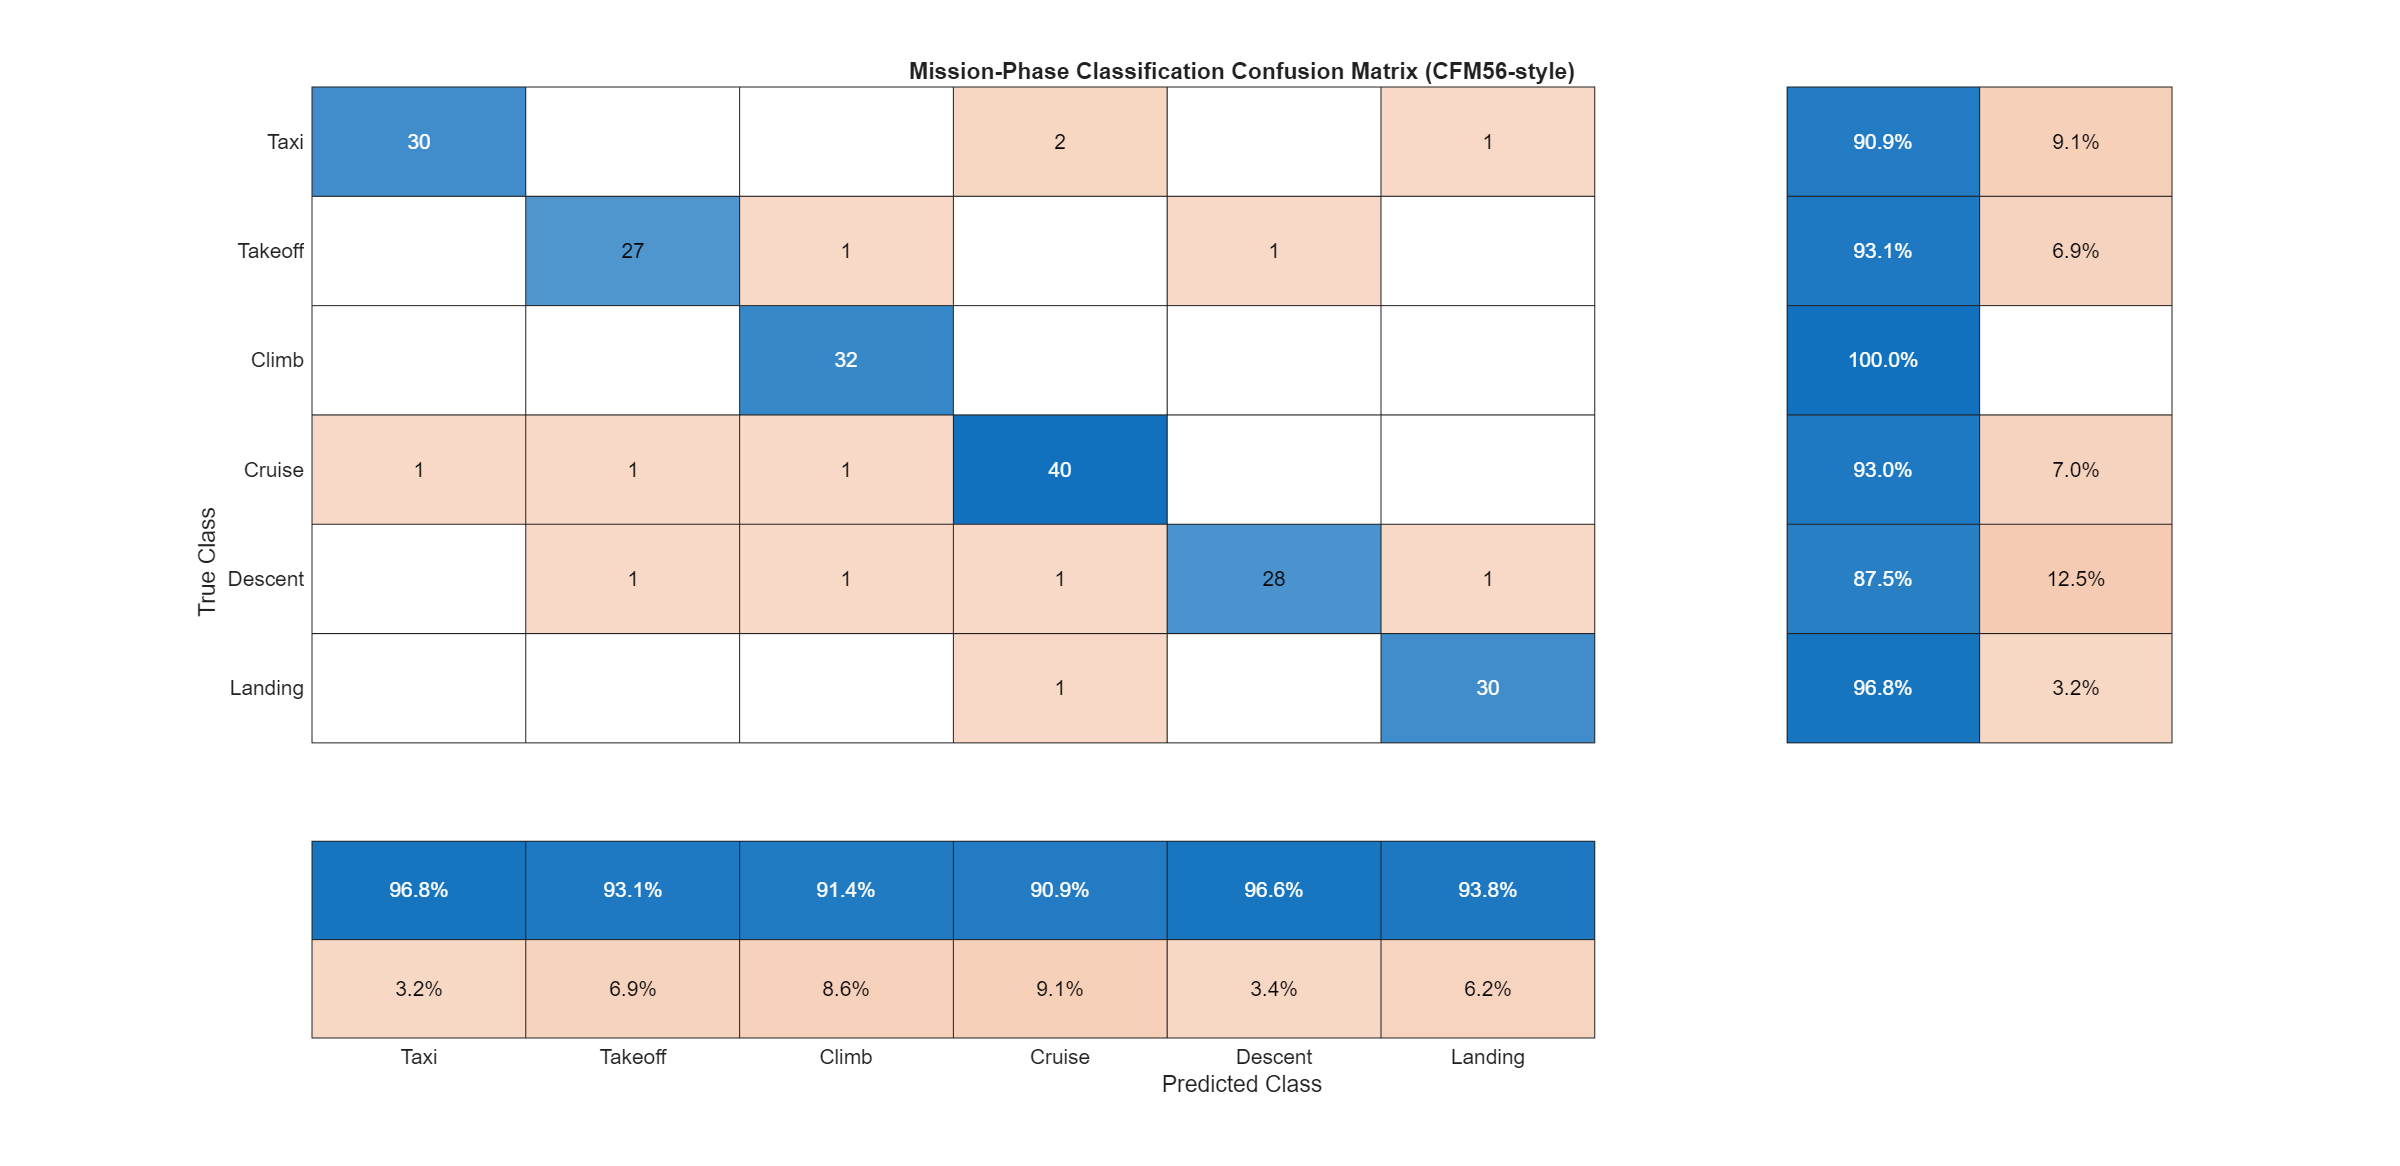 Mission-Phase Classification Confusion Matrix (CFM56-style)
Taxi 30 2 1 90.9% 9.1%
Takeoff 27 1 1 93.1% 6.9%
Climb 32 100.0%
Cruise 1 1 1 40 93.0% 7.0%
Descent 1 1 1 28 1 87.5% 12.5%
Landing 1 30 96.8% 3.2%
True Class
96.8% 93.1% 91.4% 90.9% 96.6% 93.8%
3.2% 6.9% 8.6% 9.1% 3.4% 6.2%
Taxi Takeoff Climb Cruise Descent Landing
Predicted Class